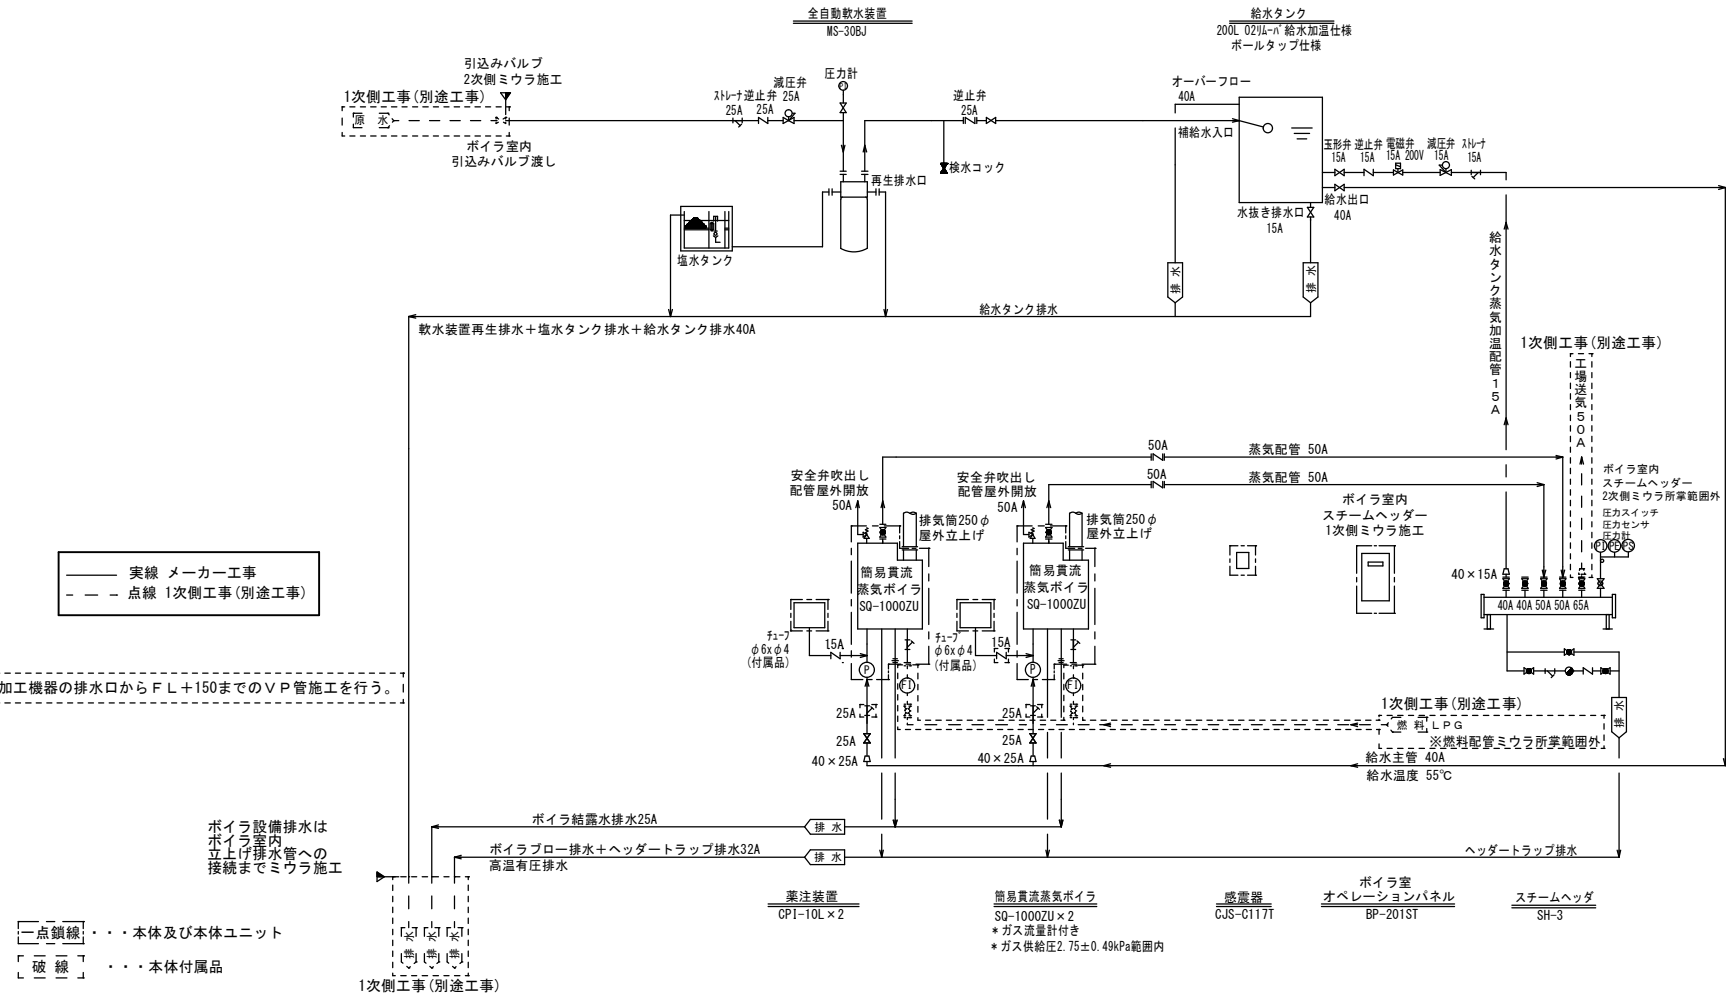 全自動軟水装置
MS-30BJ
給水タンク
200L O2ﾘﾑｰﾊﾞ給水加温仕様
ボールタップ仕様
引込みバルブ
2次側ミウラ施工
1次側工事(別途工事)
原 水
ボイラ室内
引込みバルブ渡し
ｽﾄﾚｰﾅ
25A
逆止弁
25A
減圧弁
25A
圧力計
PI
逆止弁
25A
検水コック
再生排水口
塩水タンク
オーバーフロー
40A
補給水入口
玉形弁
15A
逆止弁
15A
電磁弁
15A 200V
減圧弁
15A
ｽﾄﾚｰﾅ
15A
給水出口
40A
水抜き排水口
15A
排 水
排 水
給水タンク排水
軟水装置再生排水+塩水タンク排水+給水タンク排水40A
給水タンク蒸気加温配管15A
1次側工事(別途工事)
工場送気50A
50A
蒸気配管 50A
50A
蒸気配管 50A
安全弁吹出し
配管屋外開放
50A
安全弁吹出し
配管屋外開放
50A
排気筒250φ
屋外立上げ
排気筒250φ
屋外立上げ
簡易貫流
蒸気ボイラ
SQ-1000ZU
簡易貫流
蒸気ボイラ
SQ-1000ZU
ボイラ室内
スチームヘッダー
1次側ミウラ施工
ボイラ室内
スチームヘッダー
2次側ミウラ所掌範囲外
圧力スイッチ
圧力センサ
圧力計
PI PE PS
40×15A
40A 40A 50A 50A 65A
実線 メーカー工事
点線 1次側工事(別途工事)
ﾁｭｰﾌﾞ
φ6xφ4
(付属品)
15A
ﾁｭｰﾌﾞ
φ6xφ4
(付属品)
15A
P
FI
P
FI
加工機器の排水口からFL+150までのVP管施工を行う。
25A
25A
40×25A
25A
25A
40×25A
1次側工事(別途工事)
燃 料 LPG
※燃料配管ミウラ所掌範囲外
排 水
給水主管 40A
給水温度 55℃
ボイラ設備排水は
ボイラ室内
立上げ排水管への
接続までミウラ施工
ボイラ結露水排水25A
排 水
ボイラブロー排水+ヘッダートラップ排水32A
高温有圧排水
排 水
ヘッダートラップ排水
薬注装置
CPI-10L×2
簡易貫流蒸気ボイラ
SQ-1000ZU×2
*ガス流量計付き
*ガス供給圧2.75±0.49kPa範囲内
感震器
CJS-C117T
ボイラ室
オペレーションパネル
BP-201ST
スチームヘッダ
SH-3
一点鎖線・・・本体及び本体ユニット
破 線 ・・・本体付属品
排 水
排 水
排 水
1次側工事(別途工事)